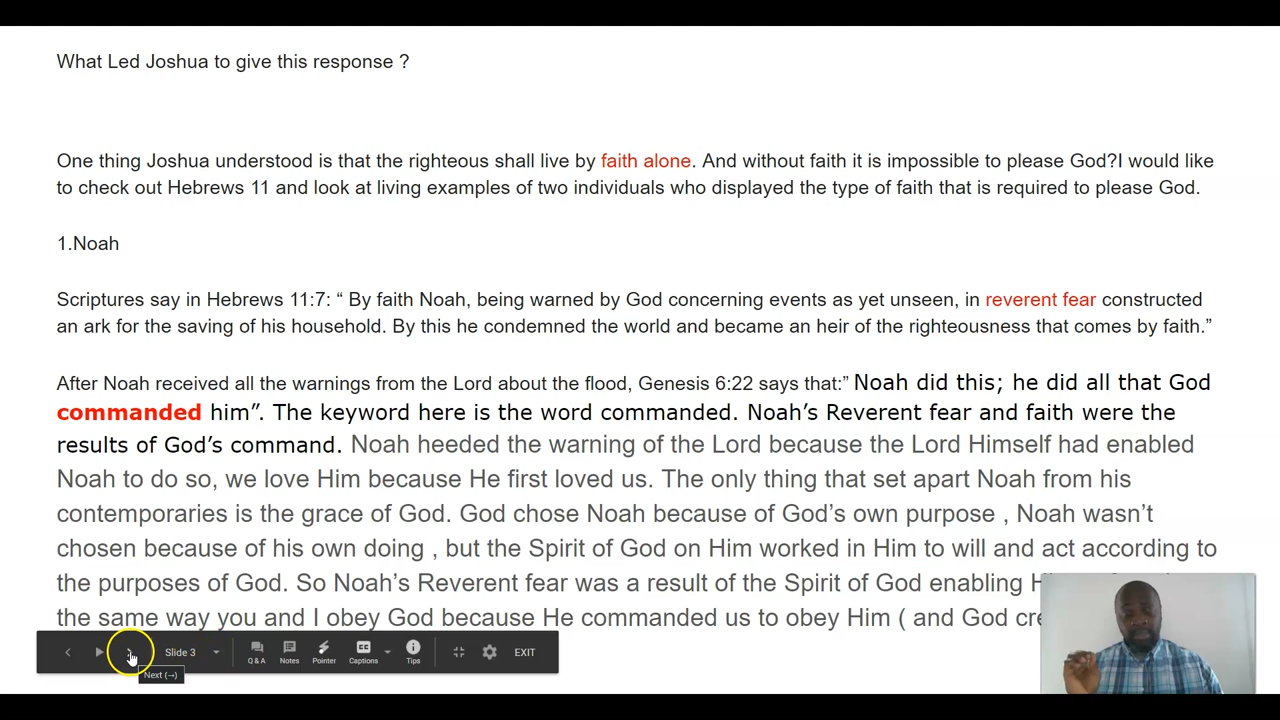 What Led Joshua to give this response ?
One thing Joshua understood is that the righteous shall live by faith alone. And without faith it is impossible to please God?I would like
to check out Hebrews 11 and look at living examples of two individuals who displayed the type of faith that is required to please God.
1.Noah
Scriptures say in Hebrews 11:7: “ By faith Noah, being warned by God concerning events as yet unseen, in reverent fear constructed
an ark for the saving of his household. By this he condemned the world and became an heir of the righteousness that comes by faith.”
After Noah received all the warnings from the Lord about the flood, Genesis 6:22 says that:” Noah did this; he did all that God
commanded him”. The keyword here is the word commanded. Noah’s Reverent fear and faith were the
results of God’s command. Noah heeded the warning of the Lord because the Lord Himself had enabled
Noah to do so, we love Him because He first loved us. The only thing that set apart Noah from his
contemporaries is the grace of God. God chose Noah because of God’s own purpose , Noah wasn’t
chosen because of his own doing , but the Spirit of God on Him worked in Him to will and act according to
the purposes of God. So Noah’s Reverent fear was a result of the Spirit of God enabling
the same way you and I obey God because He commanded us to obey Him ( and God
Slide 3
Q & A
Notes
Pointer
Captions
Tips
EXIT
Next (→)